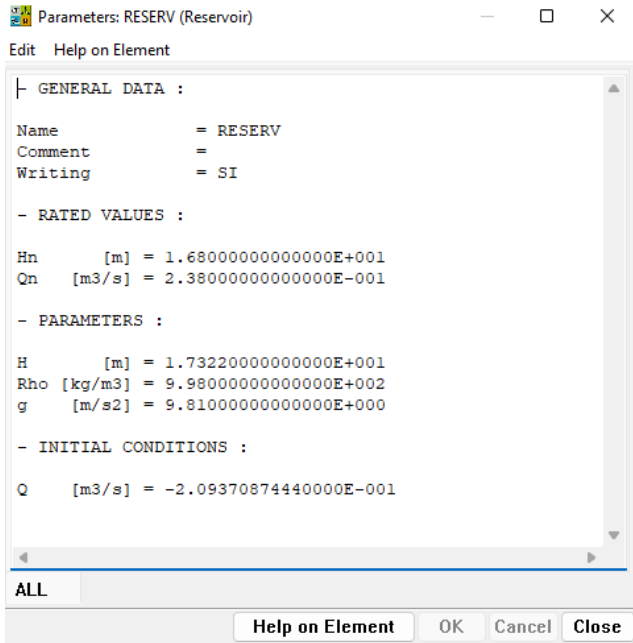 Parameters: RESERV (Reservoir)
Edit Help on Element
- GENERAL DATA :
Name = RESERV
Comment =
Writing = SI
- RATED VALUES :
Hn [m] = 1.68000000000000E+001
Qn [m3/s] = 2.38000000000000E-001
- PARAMETERS :
H [m] = 1.73220000000000E+001
Rho [kg/m3] = 9.98000000000000E+002
g [m/s2] = 9.81000000000000E+000
- INITIAL CONDITIONS :
Q [m3/s] = -2.09370874440000E-001
ALL
Help on Element OK Cancel Close